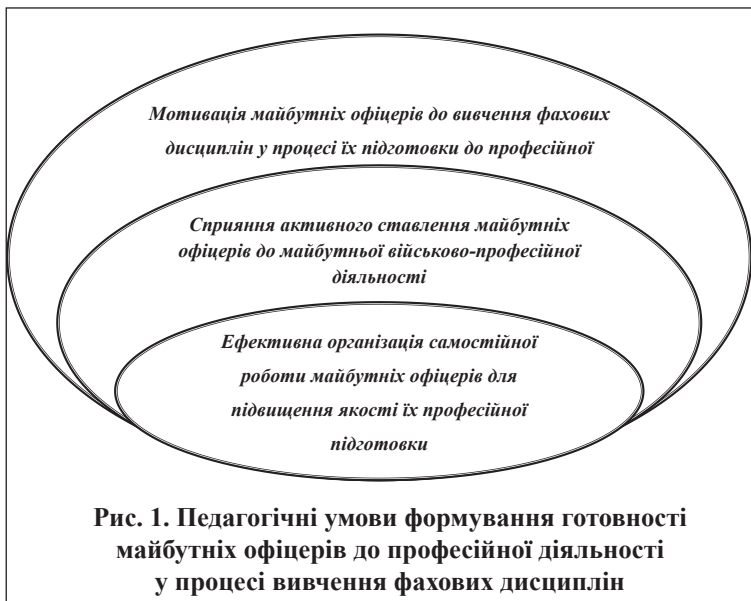 Мотивація майбутніх офіцерів до вивчення фахових
дисциплін у процесі їх підготовки до професійної
Сприяння активного ставлення майбутніх
офіцерів до майбутньої військово-професійної
діяльності
Ефективна організація самостійної
роботи майбутніх офіцерів для
підвищення якості їх професійної
підготовки
Рис. 1. Педагогічні умови формування готовності
майбутніх офіцерів до професійної діяльності
у процесі вивчення фахових дисциплін